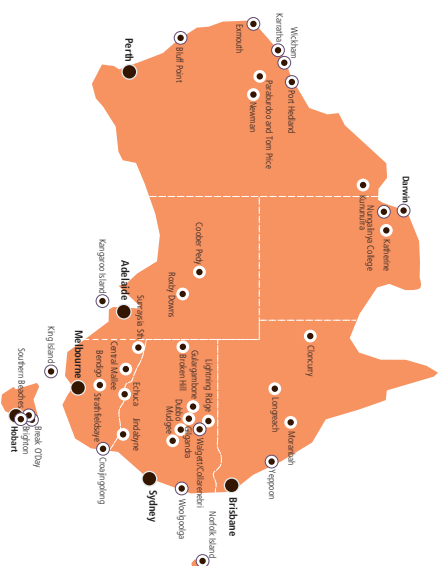 Darwin
Nungalinya College
Katherine
Kununurra
Wickham
Karratha
Port Hedland
Exmouth
Paraburdoo and Tom Price
Newman
Bluff Point
Perth
Cloncurry
Longreach
Moranbah
Yeppoon
Coober Pedy
Roxby Downs
Kangaroo Island
Adelaide
Sunraysia Sth
Broken Hill
Gulargambone
Lightning Ridge
Walgett/Collarenebri
Gilgandra
Dubbo
Mudgee
Brisbane
Norfolk Island
Woolgoolga
Sydney
Central Mallee
Echuca
Jindabyne
Bendigo
Strathfieldsaye
Croajingolong
Melbourne
King Island
Southern Beaches
Break O'Day
Brighton
Hobart